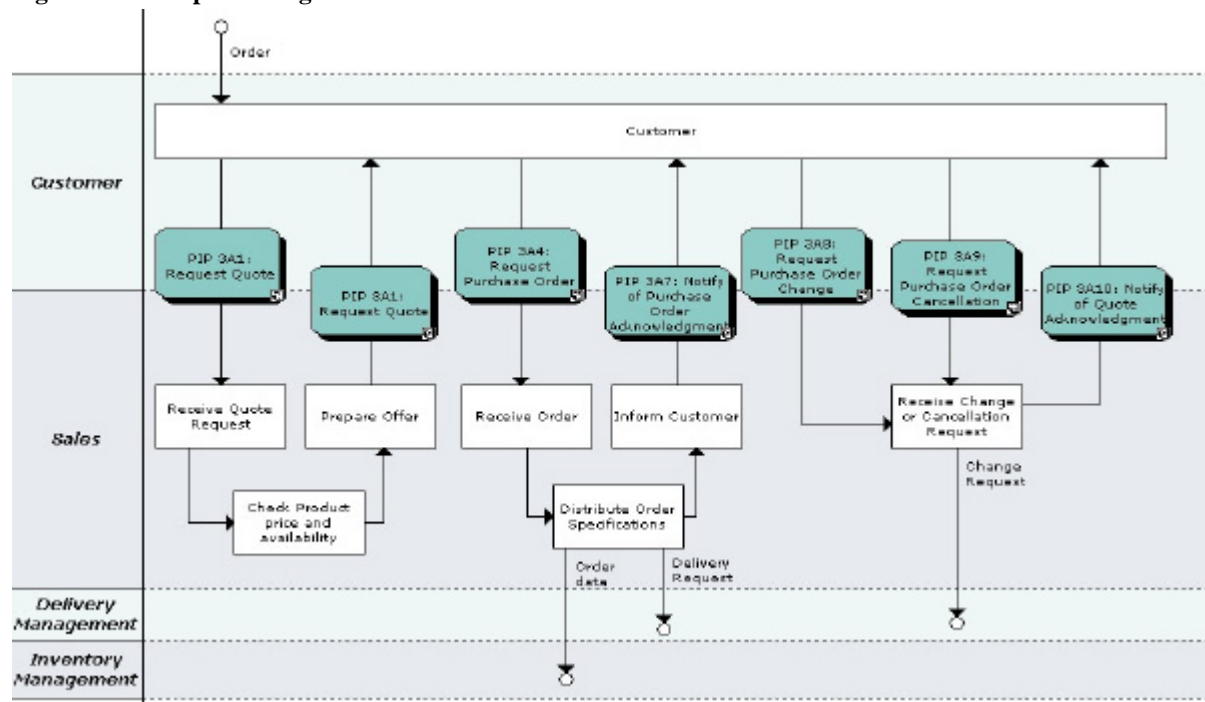 Order
Customer
Customer
PIP 3A1:
Request Quote
PIP 3A1:
Request Quote
PIP 3A4:
Request
Purchase Order
PIP 3A7: Notify
of Purchase
Order
Acknowledgment
PIP 3A8:
Request
Purchase Order
Change
PIP 3A9:
Request
Purchase Order
Cancellation
PIP 3A10: Notify
of Quote
Acknowledgment
Sales
Receive Quote
Request
Prepare Offer
Receive Order
Inform Customer
Receive Change
or Cancellation
Request
Check Product
price and
availability
Distribute Order
Specifications
Change
Request
Order
data
Delivery
Request
Delivery
Management
Inventory
Management